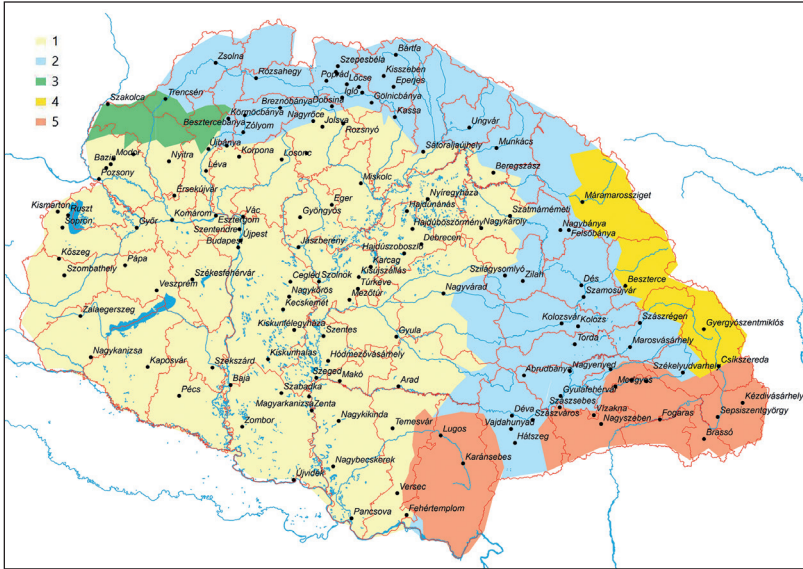 1
2
3
4
5
Bártfa
Zsolna
Szepesbéla
Kisszeben
Rózsahegy
Poprád
Lőcse
Eperjes
Igló
Gölnicbánya
Szakolca
Trencsén
Breznóbánya
Dobsina
Kassa
Körmöcbánya
Besztercebánya
Nagyrőce
Jolsva
Rozsnyó
Zólyom
Ungvár
Újbánya
Korpona
Losonc
Sátoraljaújhely
Munkács
Bazin
Modor
Nyitra
Léva
Beregszász
Pozsony
Miskolc
Érsekújvár
Nyíregyháza
Máramarossziget
Kismarton
Ruszt
Eger
Hajdúnánás
Szatmárnémeti
Sopron
Győr
Komárom
Esztergom
Vác
Gyöngyös
Hajdúböszörmény
Nagykároly
Nagybánya
Felsőbánya
Szentendre
Újpest
Budapest
Jászberény
Hajdúszoboszló
Debrecen
Kőszeg
Pápa
Karcag
Szombathely
Székesfehérvár
Cegléd
Szolnok
Kisújszállás
Szilágysomlyó
Zilah
Dés
Beszterce
Veszprém
Nagykőrös
Túrkeve
Mezőtúr
Nagyvárad
Szamosújvár
Zalaegerszeg
Kecskemét
Kolozsvár
Kolozs
Szászrégen
Gyergyószentmiklós
Kiskunfélegyháza
Szentes
Gyula
Torda
Marosvásárhely
Nagykanizsa
Kaposvár
Szekszárd
Kiskunhalas
Hódmezővásárhely
Csíkszereda
Székelyudvarhely
Abrudbánya
Nagyenyed
Baja
Szeged
Makó
Arad
Gyulafehérvár
Medgyes
Kézdivásárhely
Pécs
Szabadka
Szászsebes
Magyarkanizsa
Zenta
Déva
Szászváros
Vízakna
Fogaras
Sepsiszentgyörgy
Zombor
Nagykikinda
Temesvár
Lugos
Vajdahunyad
Nagyszeben
Brassó
Hátszeg
Nagybecskerek
Karánsebes
Újvidék
Versec
Pancsova
Fehértemplom